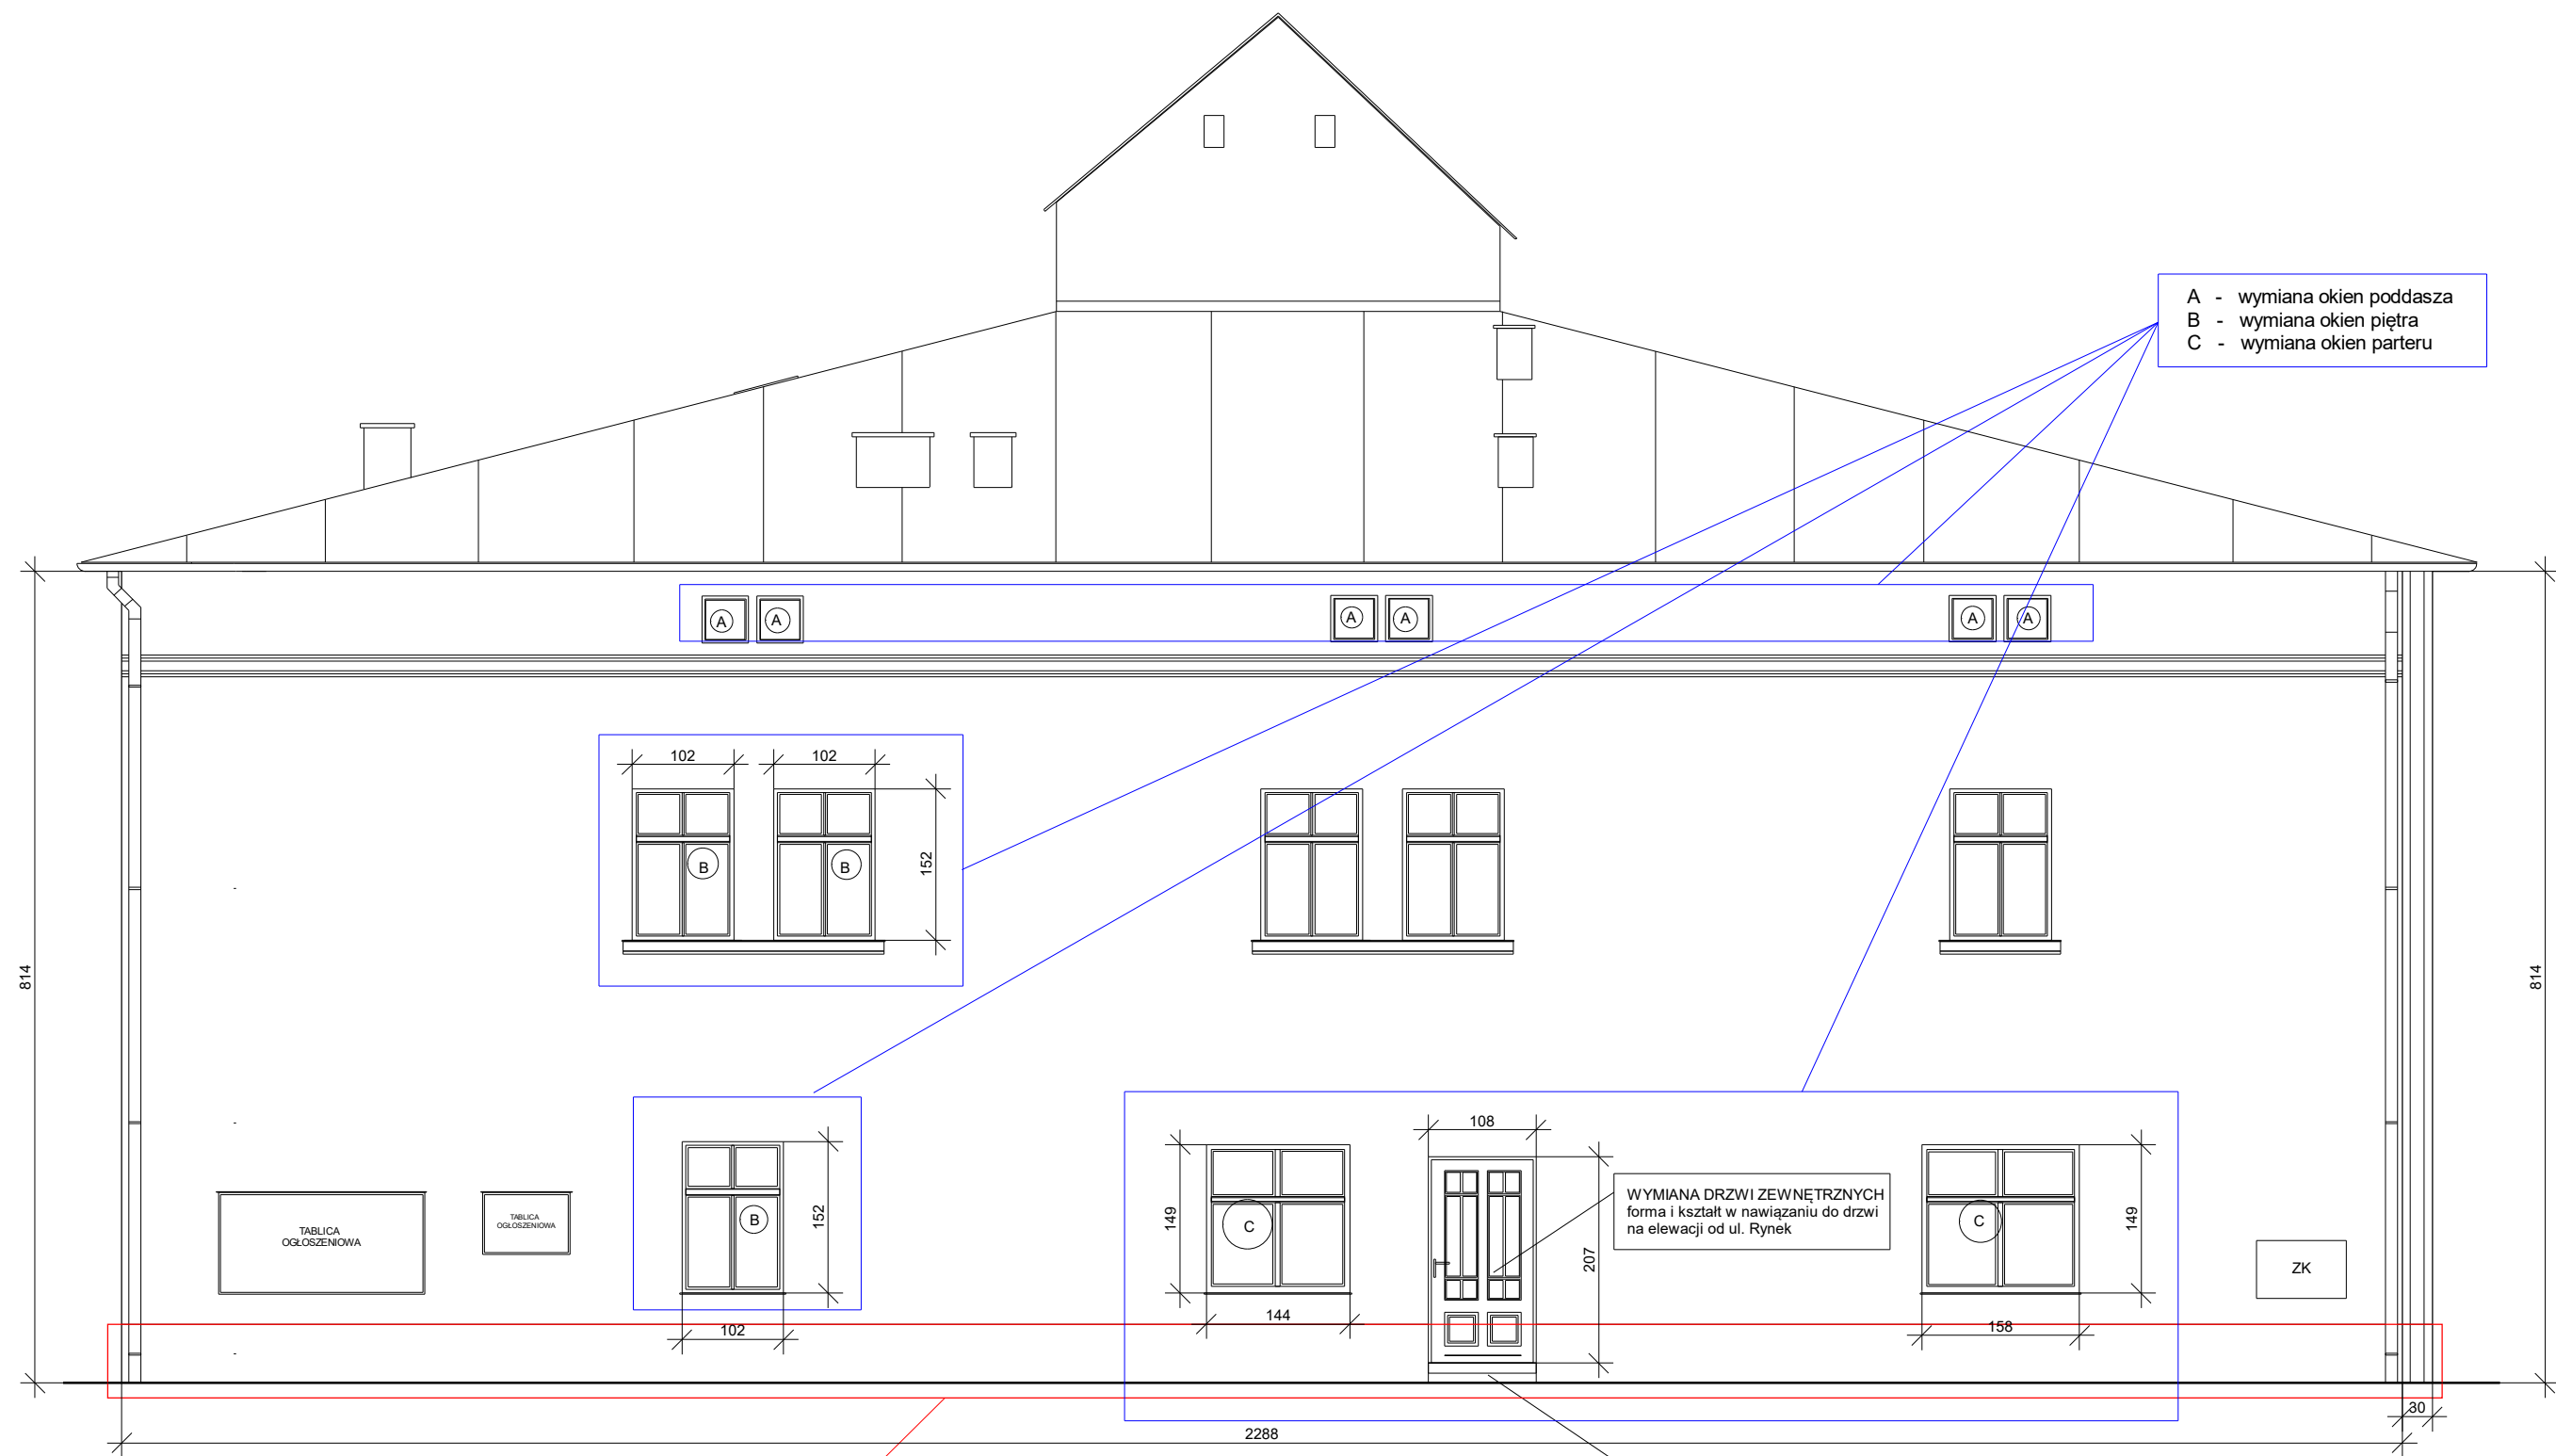 A - wymiana okien poddasza
B - wymiana okien piętra
C - wymiana okien parteru
A
A
A
A
A
A
102
102
B
B
152
814
814
B
152
102
149
C
144
108
207
WYMIANA DRZWI ZEWNĘTRZNYCH
forma i kształt w nawiązaniu do drzwi
na elewacji od ul. Rynek
C
149
158
TABLICA
OGŁOSZENIOWA
TABLICA
OGŁOSZENIOWA
ZK
30
2288